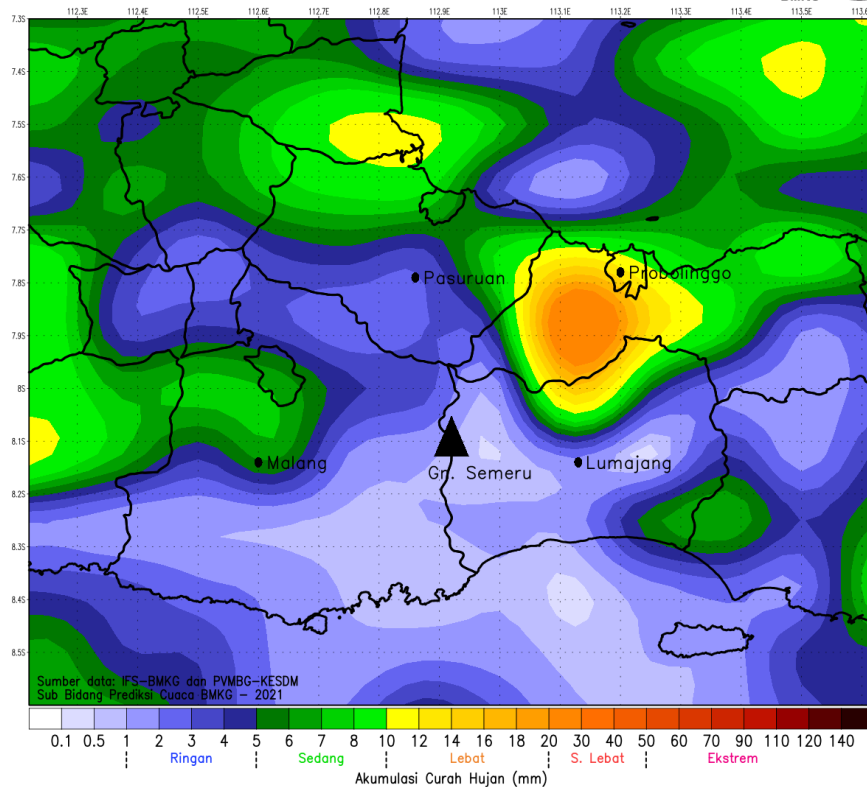 112.3E 112.4E 112.5E 112.6E 112.7E 112.8E 112.9E 113E 113.1E 113.2E 113.3E 113.4E 113.5E
7.3S
7.4S
7.5S
7.6S
7.7S
7.8S
7.9S
8S
8.1S
8.2S
8.3S
8.4S
8.5S
Pasuruan
Probolinggo
Malang
Gn. Semeru
Lumajang
Sumber data: IFS-BMKG dan PVMBG-KESDM
Sub Bidang Prediksi Cuaca BMKG - 2021
0.1 0.5 1 2 3 4 5 6 7 8 10 12 14 16 18 20 30 40 50 60 70 90 110 120 140
Ringan Sedang Lebat S. Lebat Ekstrem
Akumulasi Curah Hujan (mm)